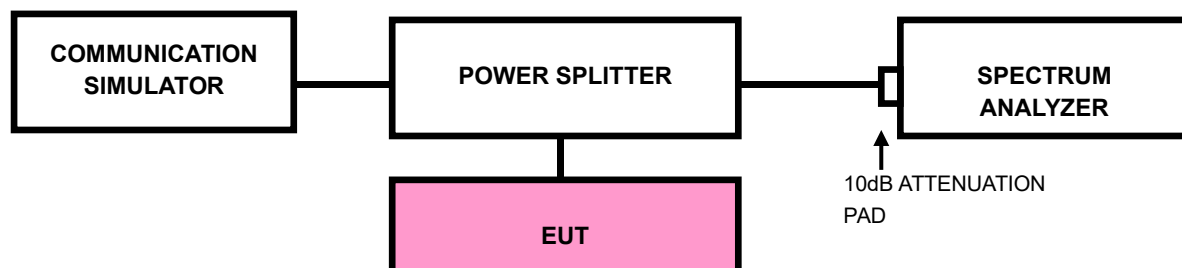 COMMUNICATION
SIMULATOR
POWER SPLITTER
SPECTRUM
ANALYZER
10dB ATTENUATION
PAD
EUT